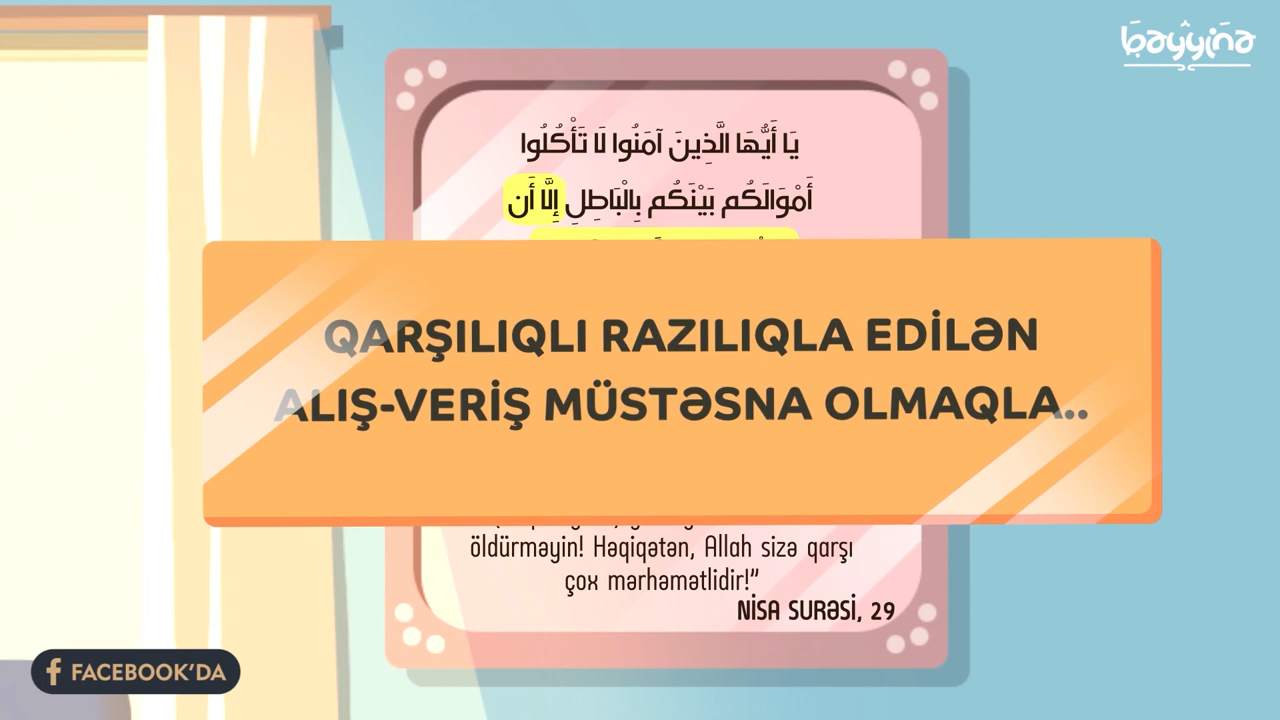 bayyina
يَا أَيُّهَا الَّذِينَ آمَنُوا لَا تَأْكُلُوا
أَمْوَالَكُم بَيْنَكُم بِالْبَاطِلِ إِلَّا أَن
QARŞILIQLI RAZILIQLA EDİLƏN
ALIŞ-VERİŞ MÜSTƏSNA OLMAQLA..
öldürməyin! Həqiqətən, Allah sizə qarşı
çox mərhəmətlidir!”
NİSA SURƏSİ, 29
FACEBOOK’DA